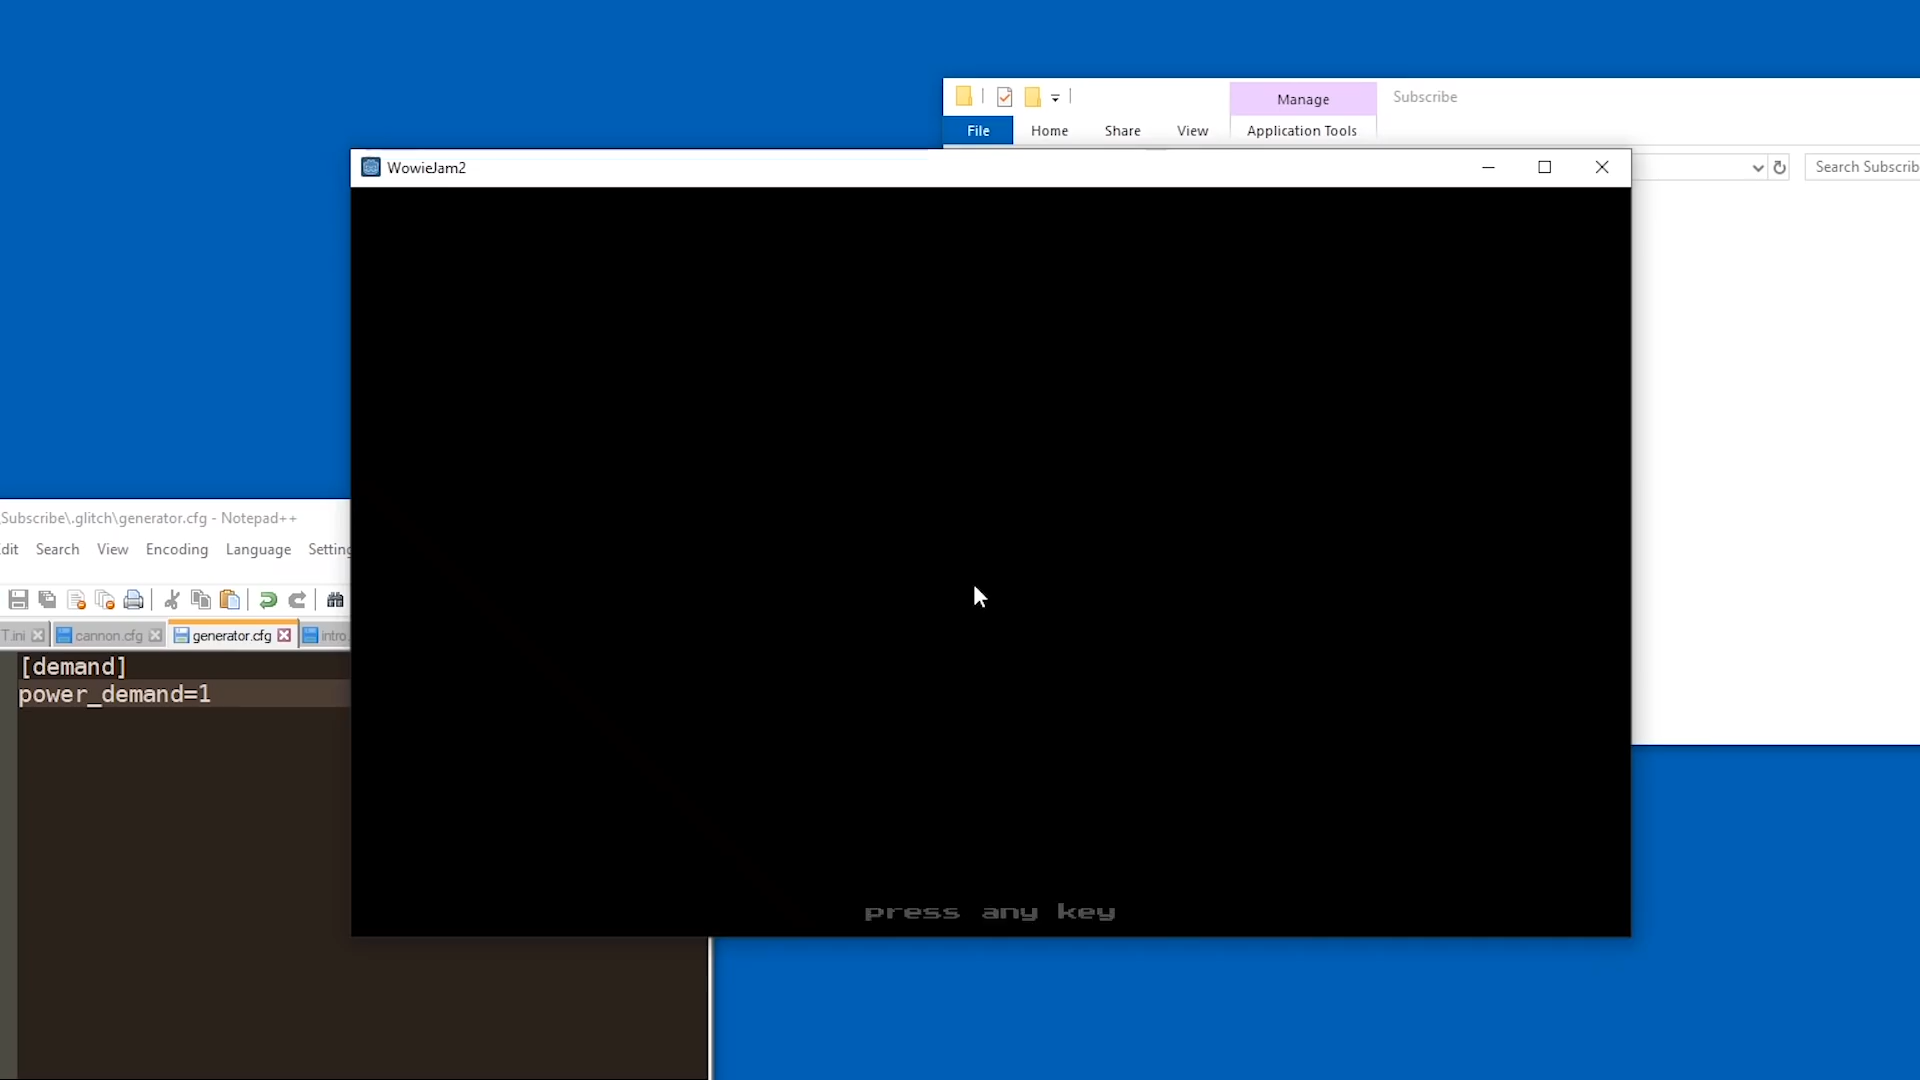 Manage
Subscribe
File
Home
Share
View
Application Tools
WowieJam2
Search Subscrib
Subscribe\.glitch\generator.cfg - Notepad++
dit
Search
View
Encoding
Language
Setting
T.ini
cannon.cfg
generator.cfg
intro
[demand]
power_demand=1
press any key